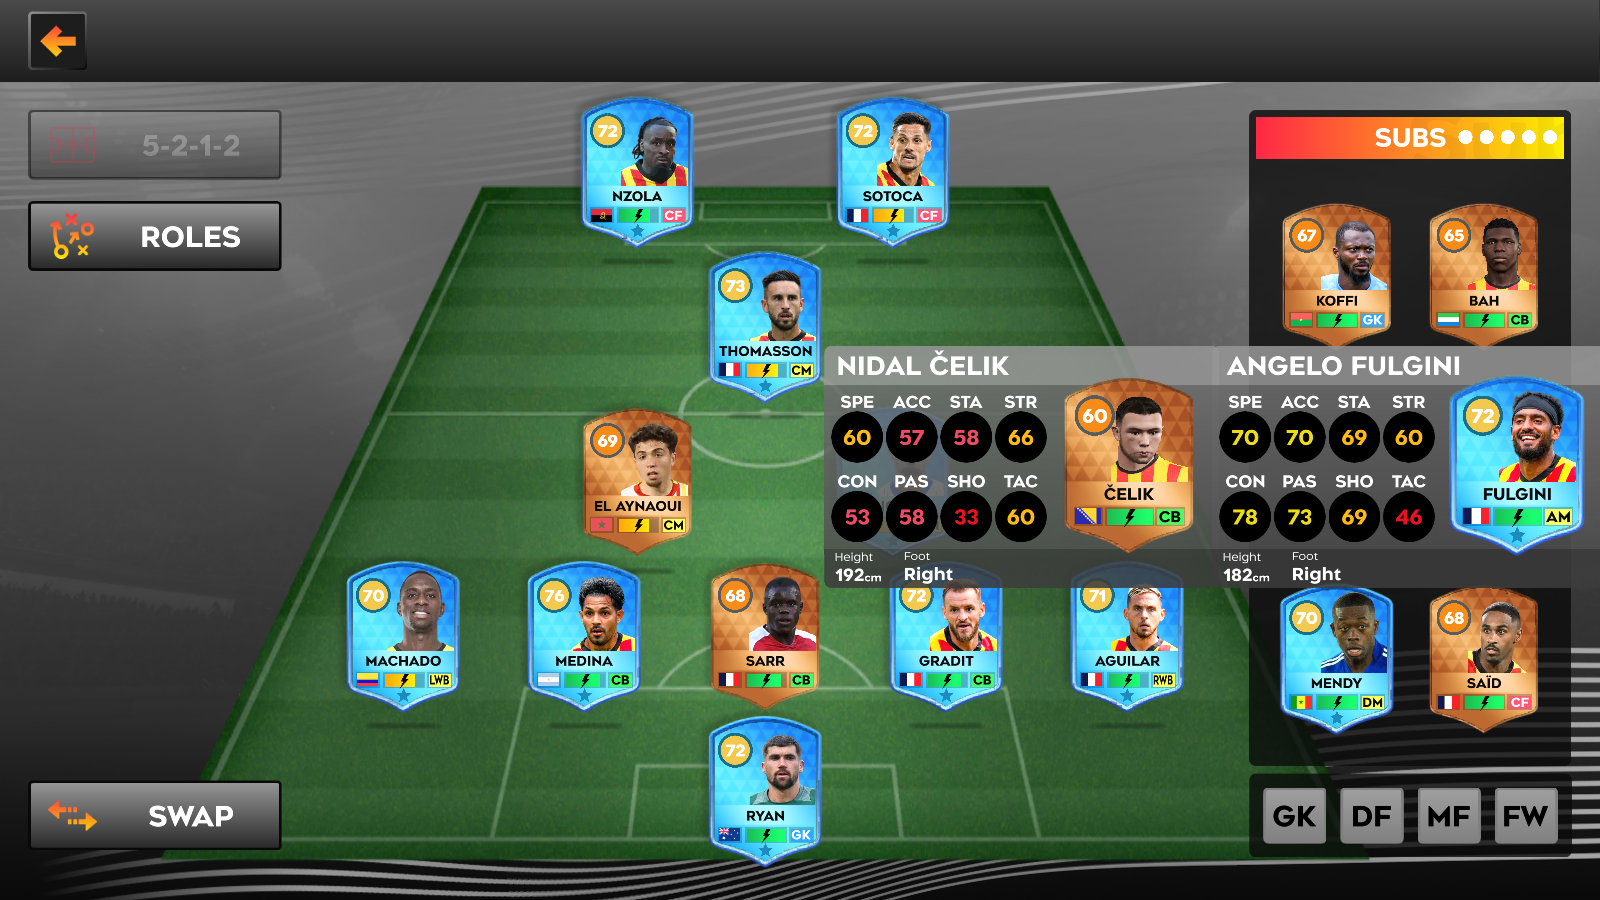 5-2-1-2
ROLES
SWAP
72
NZOLA
CF
72
SOTOCA
CF
73
THOMASSON
CM
69
EL AYNAOUI
CM
70
MACHADO
LWB
76
MEDINA
CB
68
SARR
CB
72
GRADIT
CB
71
AGUILAR
RWB
72
RYAN
GK
SUBS
67
KOFFI
GK
65
BAH
CB
NIDAL ČELIK
SPE ACC STA STR
60 57 58 66
CON PAS SHO TAC
53 58 33 60
Height Foot
192cm Right
60
ČELIK
CB
ANGELO FULGINI
SPE ACC STA STR
70 70 69 60
CON PAS SHO TAC
78 73 69 46
Height Foot
182cm Right
72
FULGINI
AM
70
MENDY
DM
68
SAÏD
CF
GK DF MF FW